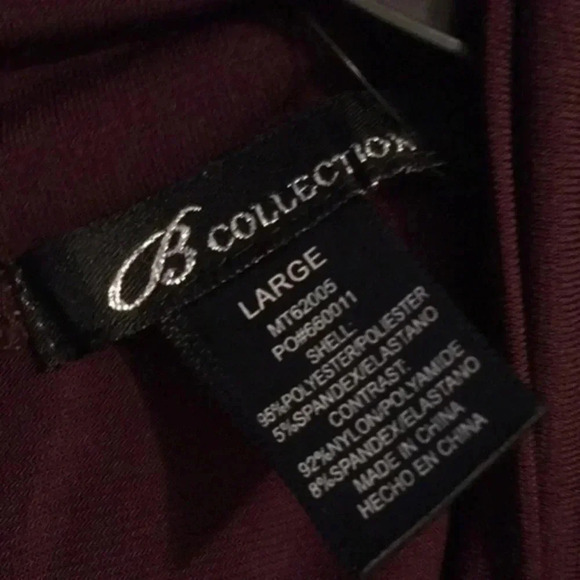 B COLLECTION
LARGE
MT62005
PO#660011
SHELL:
95%POLYESTER/POLIESTER
5%SPANDEX/ELASTANO
CONTRAST:
92%NYLON/POLYAMIDE
8%SPANDEX/ELASTANO
MADE IN CHINA
HECHO EN CHINA